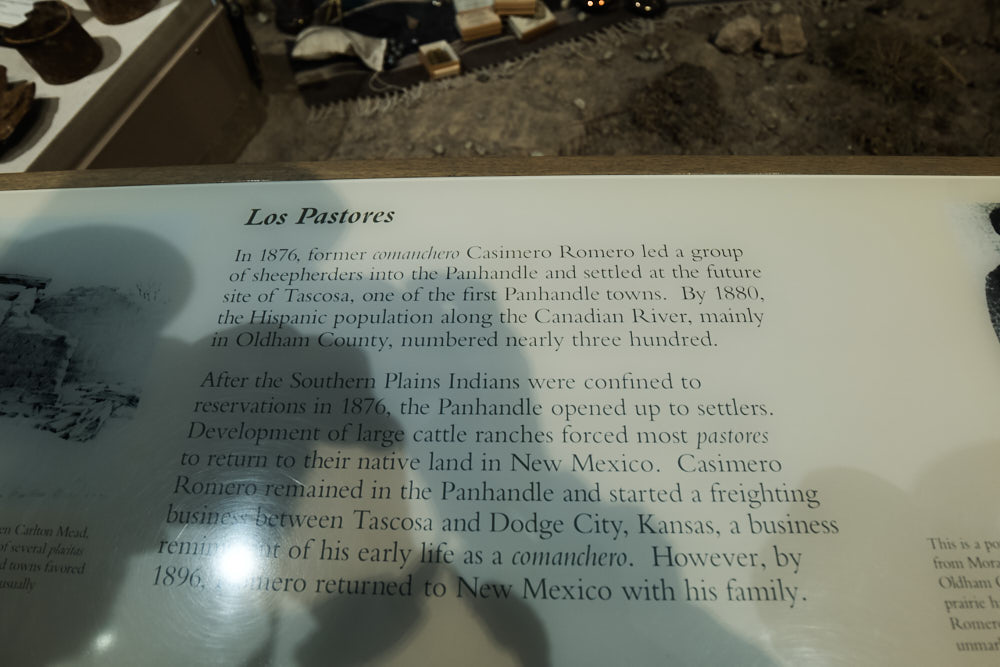 Los Pastores
In 1876, former comanchero Casimero Romero led a group
of sheepherders into the Panhandle and settled at the future
site of Tascosa, one of the first Panhandle towns. By 1880,
the Hispanic population along the Canadian River, mainly
in Oldham County, numbered nearly three hundred.
After the Southern Plains Indians were confined to
reservations in 1876, the Panhandle opened up to settlers.
Development of large cattle ranches forced most pastores
to return to their native land in New Mexico. Casimero
Romero remained in the Panhandle and started a freighting
business between Tascosa and Dodge City, Kansas, a business
of his early life as a comanchero. However, by
1896, Romero returned to New Mexico with his family.
en Carlton Mead,
of several placitas
d towns favored
usually
This is a po
from Mora
Oldham C
prairie h
Romero
unmar